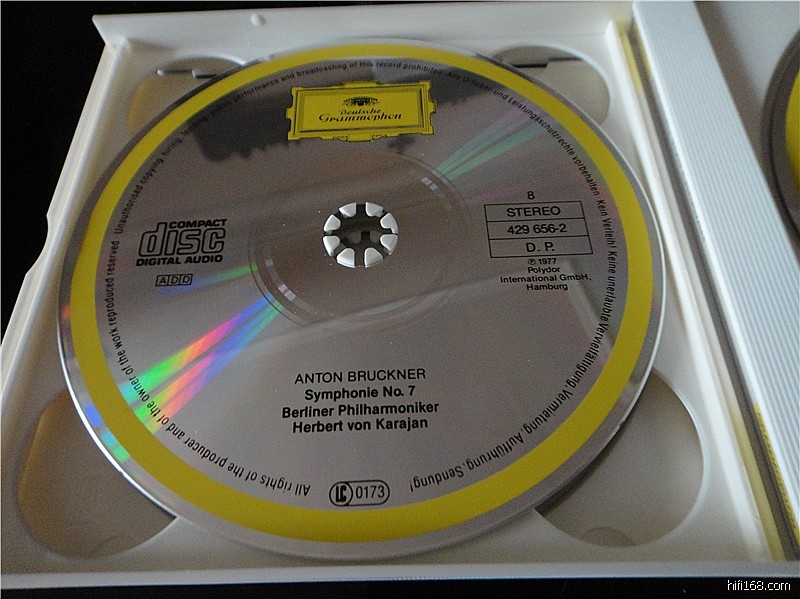 Deutsche
Grammophon
COMPACT
disc
DIGITAL AUDIO
ADD
8
STEREO
429 656-2
D. P.
℗ 1977
Polydor
International GmbH.
Hamburg
ANTON BRUCKNER
Symphonie No. 7
Berliner Philharmoniker
Herbert von Karajan
LC 0173
All rights of the producer and of the owner of the work reproduced reserved Unauthorised copying, hiring, lending, public performance and broadcasting of this record prohibited. Alle Urheber- und Leistungsschutzrechte vorbehalten Kein Verleih! Keine unerlaubte Vervielfältigung, Vermietung, Aufführung, Sendung!
hifi168.com